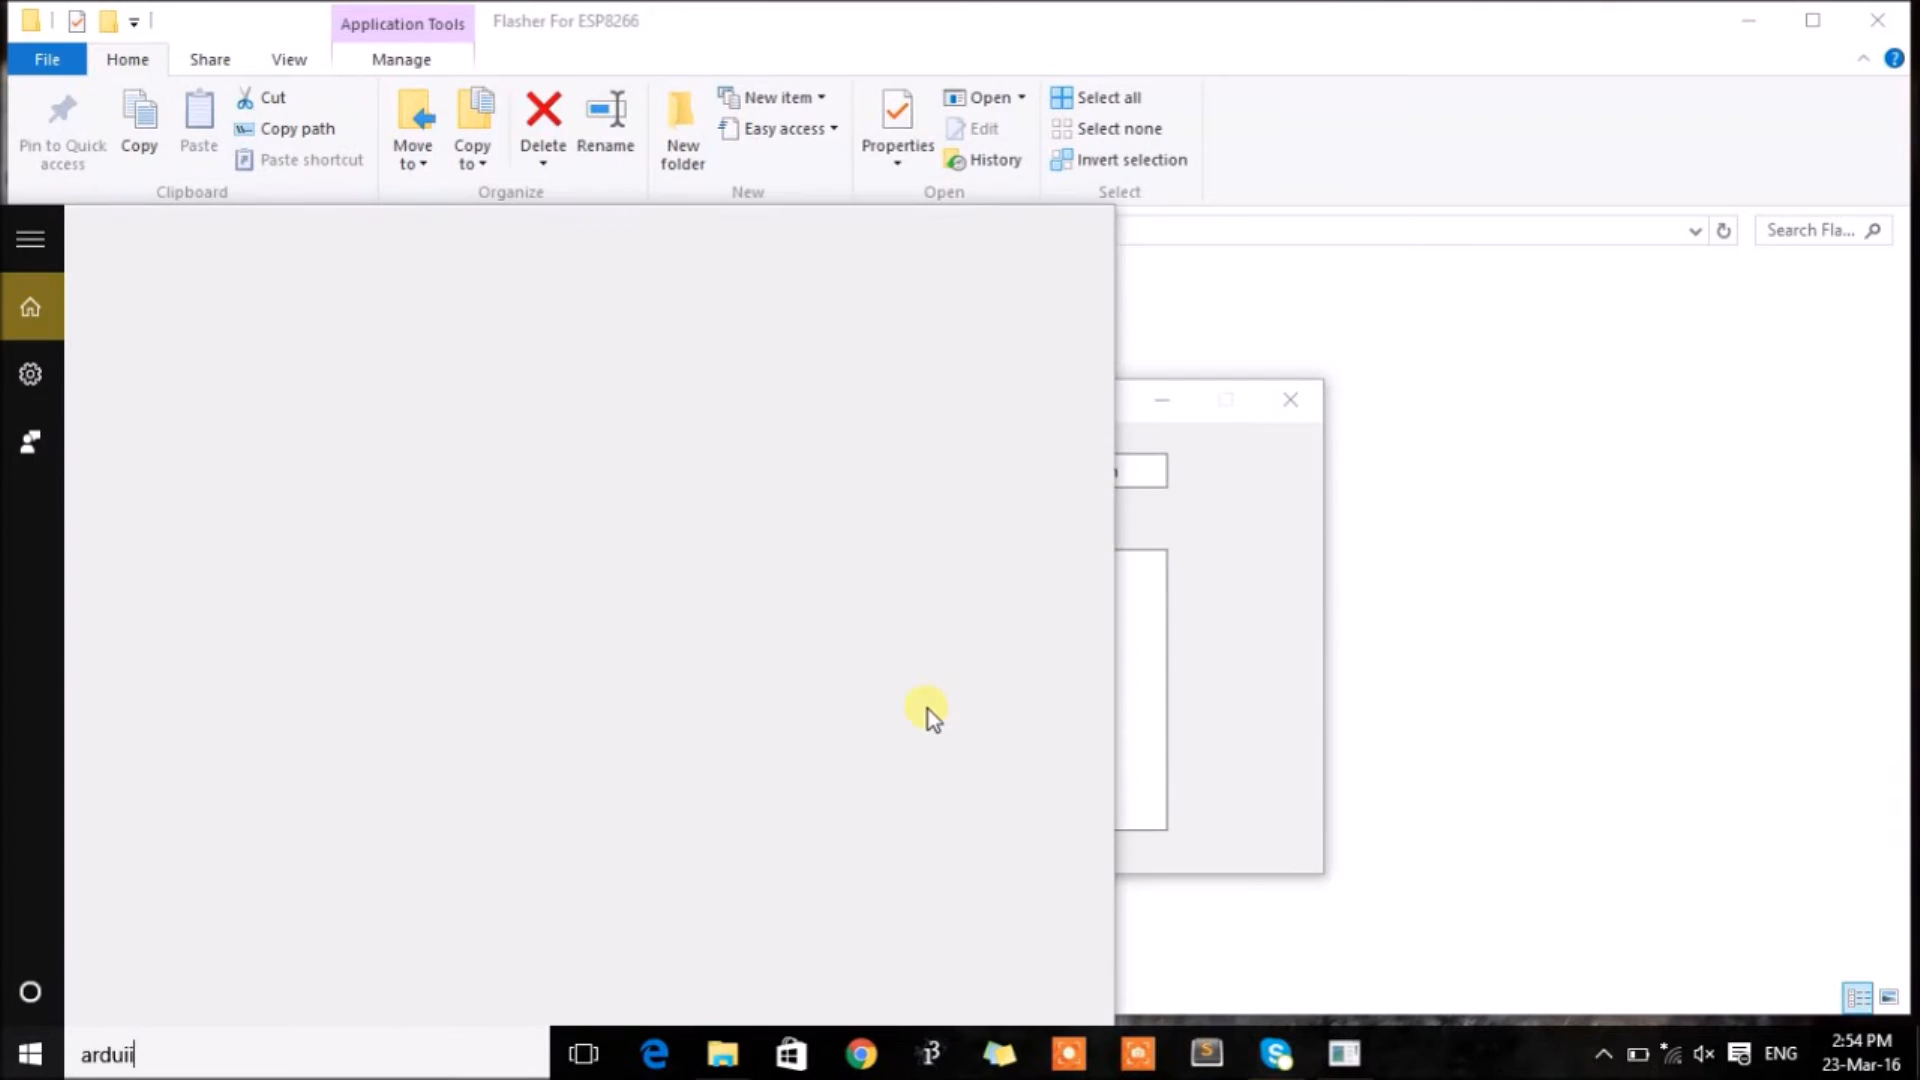 Application Tools
Flasher For ESP8266
File
Home
Share
View
Manage
Pin to Quick access
Copy
Paste
Cut
Copy path
Paste shortcut
Clipboard
Move to
Copy to
Delete
Rename
Organize
New folder
New item
Easy access
New
Properties
Open
Edit
History
Open
Select all
Select none
Invert selection
Select
Search Fla...
arduii
ENG
2:54 PM
23-Mar-16